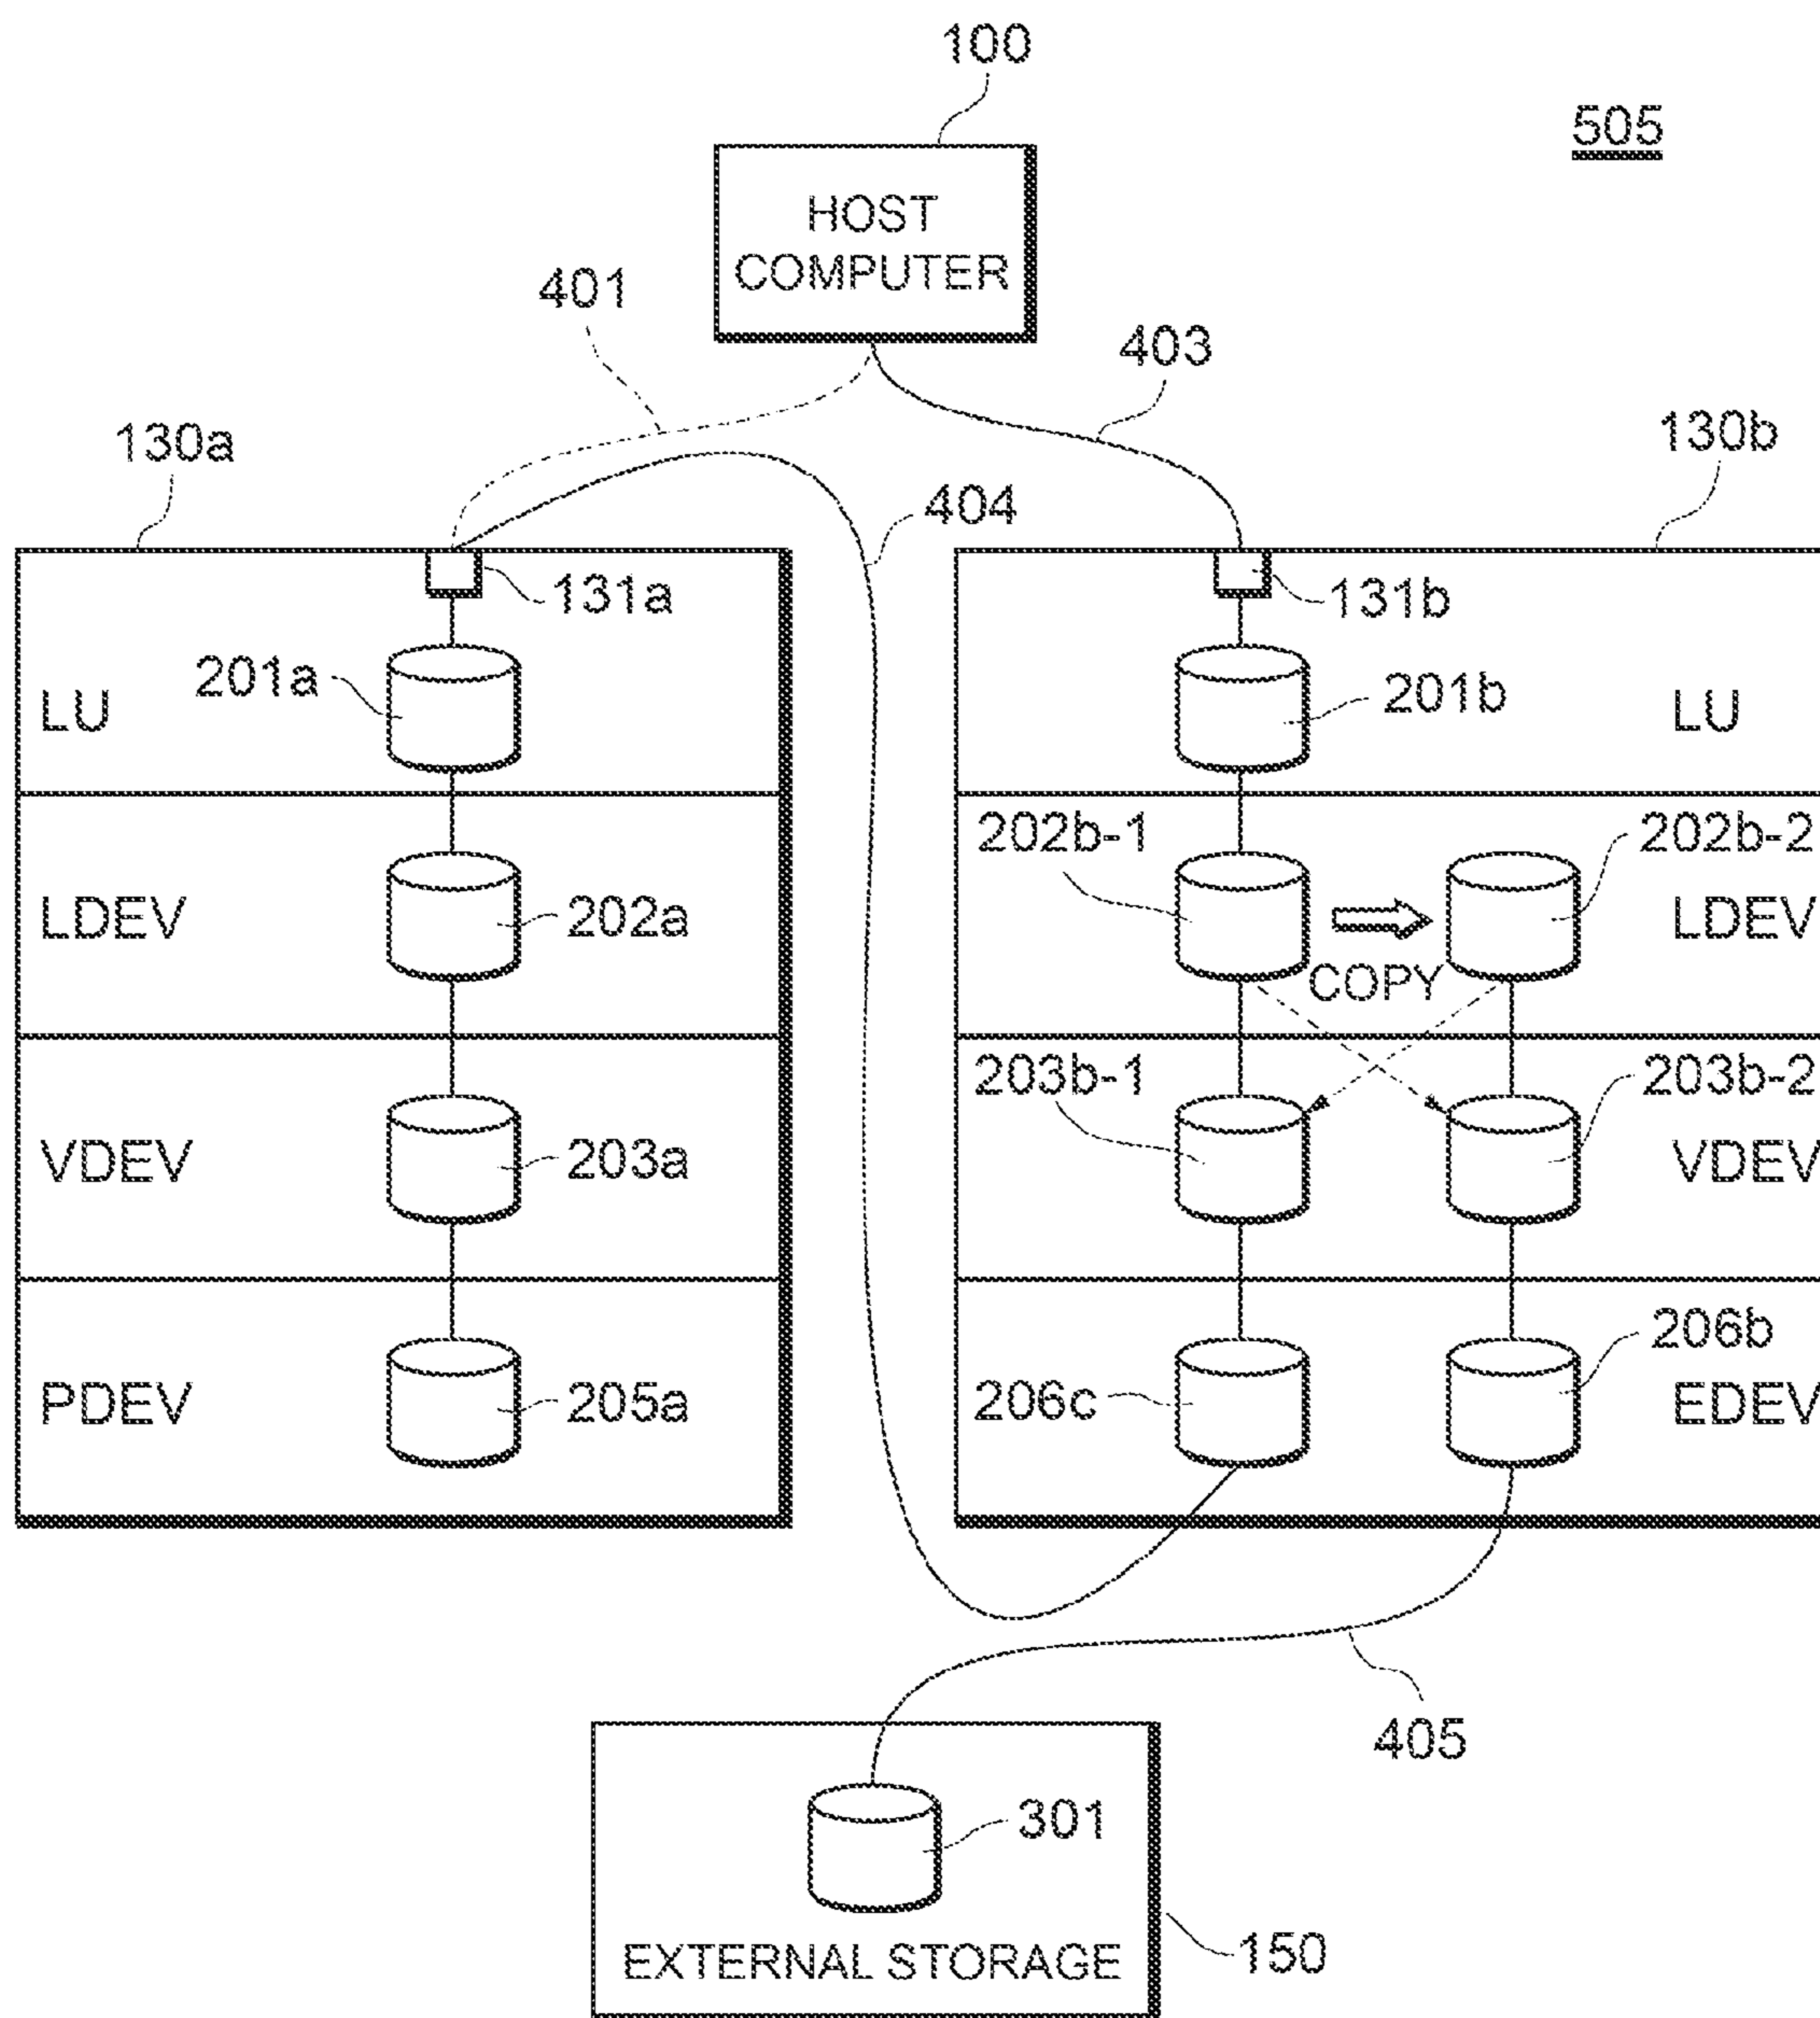 100
505
HOST
COMPUTER
401
403
130a
130b
404
131a
131b
201a
201b
LU
LU
202b-1
202b-2
LDEV
202a
LDEV
COPY
203b-1
203b-2
VDEV
203a
VDEV
206b
PDEV
205a
206c
EDEV
405
301
EXTERNAL STORAGE
150